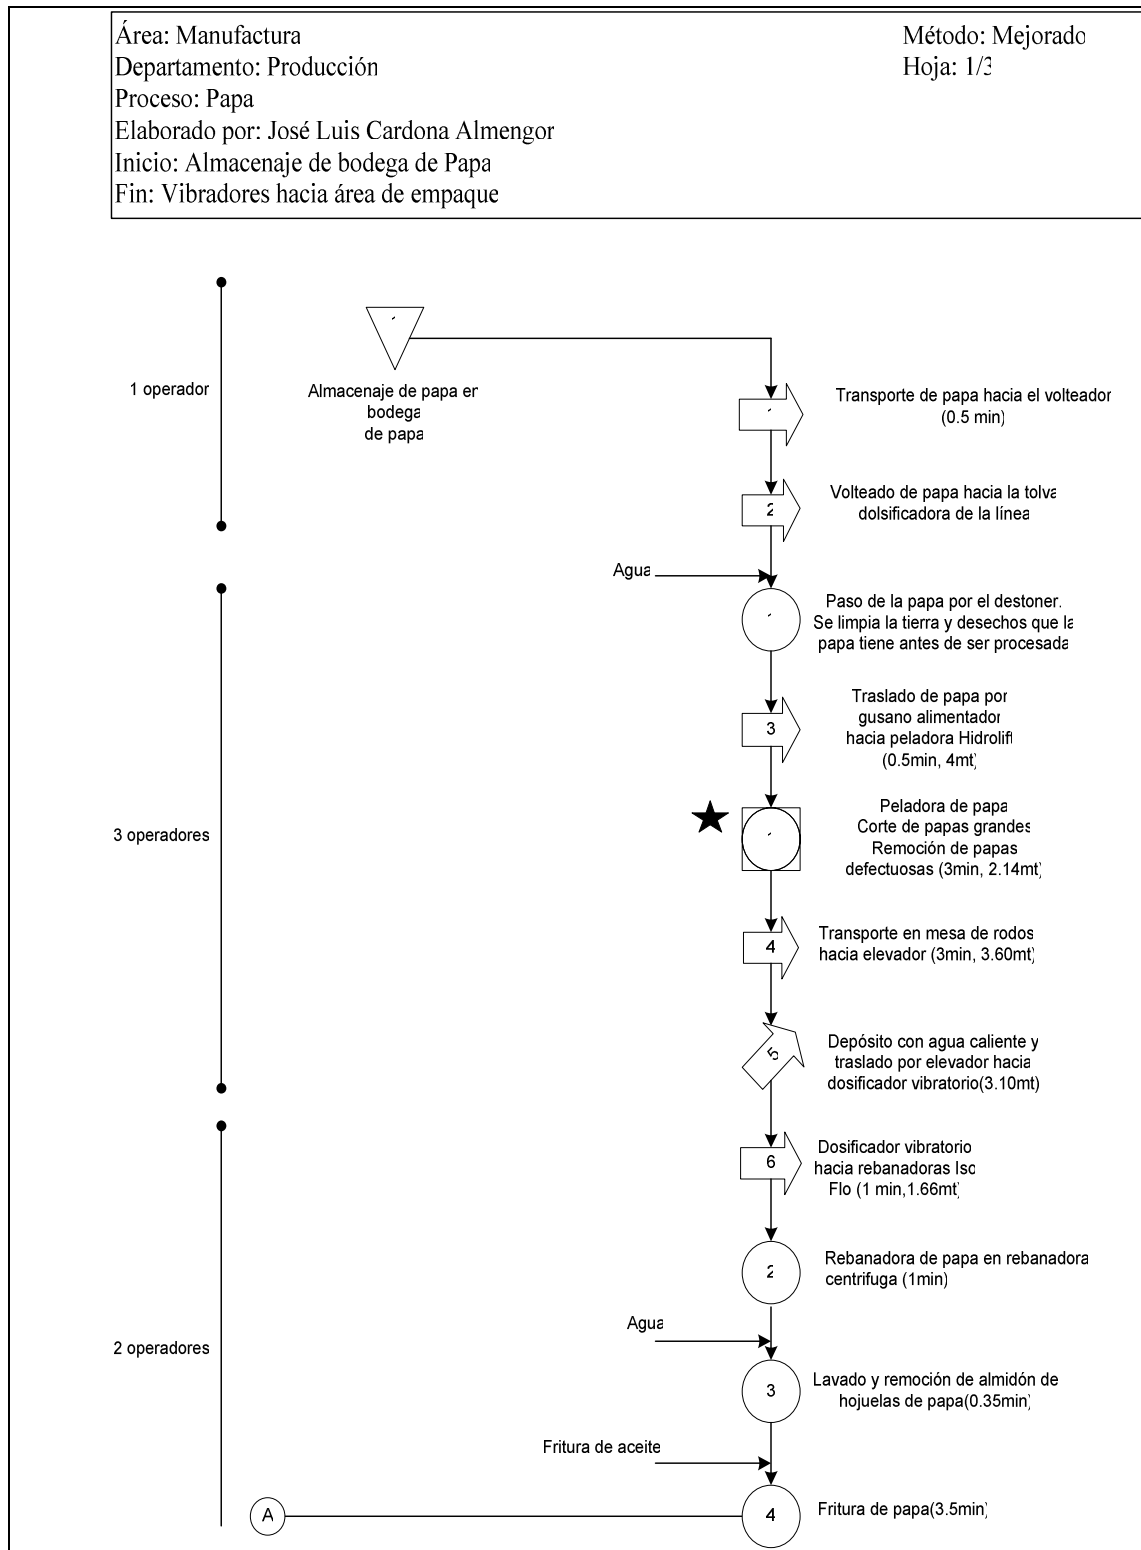 Área: Manufactura
Método: Mejorado
Departamento: Producción
Hoja: 1/3
Proceso: Papa
Elaborado por: José Luis Cardona Almengor
Inicio: Almacenaje de bodega de Papa
Fin: Vibradores hacia área de empaque
1 operador
Almacenaje de papa en
bodega
de papa
Transporte de papa hacia el volteador
(0.5 min)
2
Volteado de papa hacia la tolva
dolsificadora de la línea
Agua
Paso de la papa por el destoner.
Se limpia la tierra y desechos que la
papa tiene antes de ser procesada
3
Traslado de papa por
gusano alimentador
hacia peladora Hidrolift
(0.5min, 4mt)
3 operadores
Peladora de papa
Corte de papas grandes
Remoción de papas
defectuosas (3min, 2.14mt)
4
Transporte en mesa de rodos
hacia elevador (3min, 3.60mt)
5
Depósito con agua caliente y
traslado por elevador hacia
dosificador vibratorio(3.10mt)
6
Dosificador vibratorio
hacia rebanadoras Iso
Flo (1 min,1.66mt)
2
Rebanadora de papa en rebanadora
centrifuga (1min)
2 operadores
Agua
3
Lavado y remoción de almidón de
hojuelas de papa(0.35min)
Fritura de aceite
A
4
Fritura de papa(3.5min)